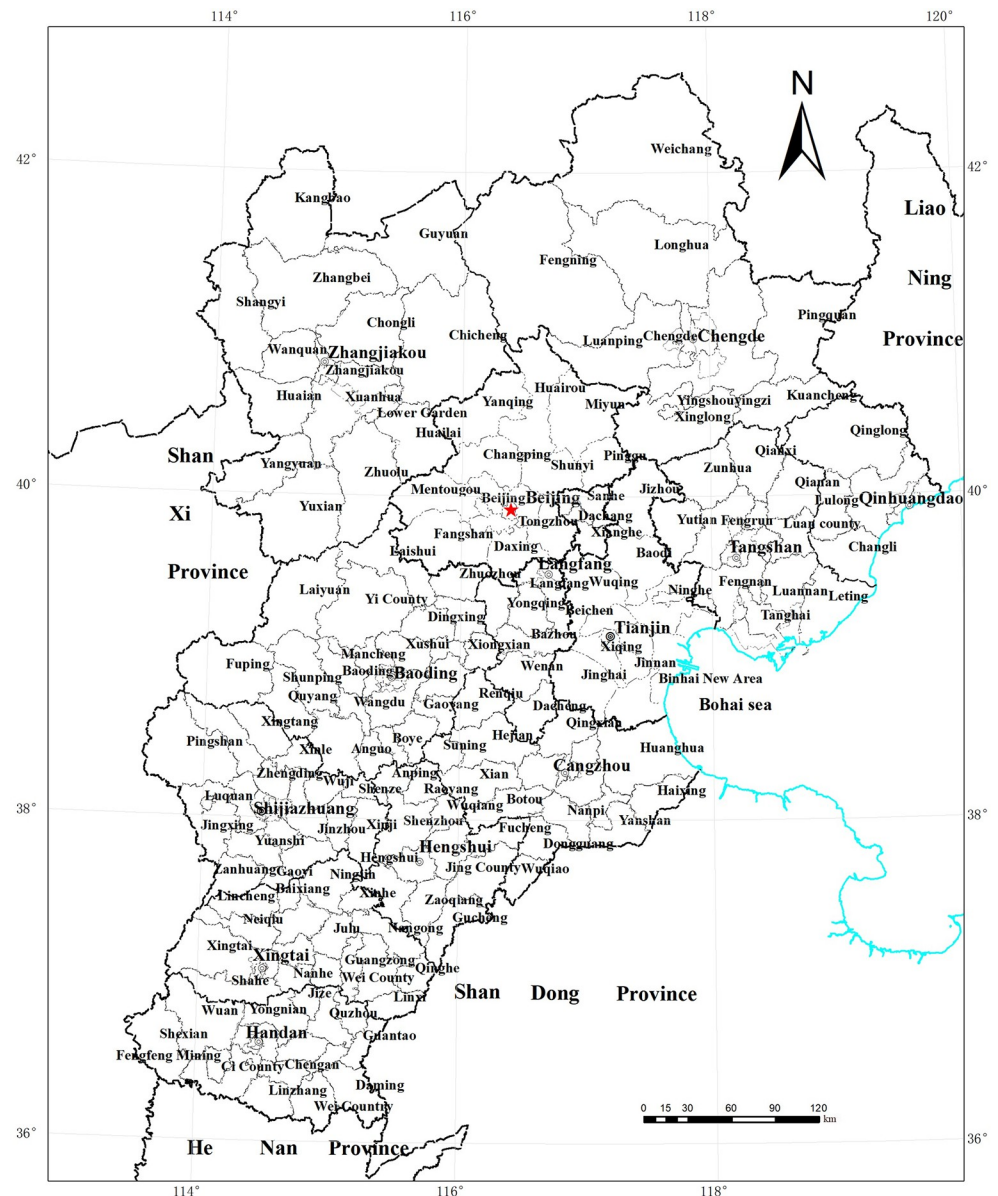 114°
116°
118°
120°
N
42°
42°
Weichang
Kangbao
Liao
Guyuan
Longhua
Fengning
Zhangbei
Ning
Shangyi
Pingquan
Chongli
Chicheng
Luanping
Chengde
Chengde
Province
Wanquan
Zhangjiakou
Zhangjiakou
Huairou
Huaian
Xuanhua
Yanqing
Miyun
Yingshouyingzi
Kuancheng
Lower Garden
Xinglong
Huailai
Qinglong
Shan
Changping
Shunyi
Pinggu
Qianxi
Yangyuan
Zhuolu
Zunhua
40°
40°
Mentougou
Beijing
Beijing
Sanhe
Jizhou
Qianan
Lulong
Qinhuangdao
Xi
Yuxian
Tongzhou
Dachang
Yutian
Fengrun
Luan county
Fangshan
Xianghe
Daxing
Laishui
Baodi
Tangshan
Changli
Province
Zhuozhou
Langfang
Langfang
Wuqing
Laiyuan
Yi County
Ninghe
Fengnan
Luannan
Leting
Yongqing
Beichen
Dingxing
Tanghai
Tianjin
Bazhou
Xushui
Xiongxian
Xiqing
Mancheng
Fuping
Wenan
Jinnan
Shunping
Baoding
Baoding
Jinghai
Binhai New Area
Quyang
Wangdu
Gaoyang
Renqiu
Dacheng
Bohai sea
Xingtang
Qingxian
Pingshan
Xinle
Anguo
Boye
Suning
Hejian
Huanghua
Zhengding
Wuji
Anping
Xian
Cangzhou
Shenze
Raoyang
Haixing
Luquan
Wuqiang
Botou
Shijiazhuang
Nanpi
38°
38°
Jingxing
Jinzhou
Xinji
Shenzhou
Fucheng
Yanshan
Yuanshi
Hengshui
Hengshui
Dongguang
Zanhuang
Gaoyi
Ningjin
Jing County
Wuqiao
Lincheng
Baixiang
Xinhe
Zaoqiang
Neiqiu
Julu
Nangong
Gucheng
Xingtai
Xingtai
Guangzong
Qinghe
Shahe
Nanhe
Wei County
Jize
Linxi
Shan Dong Province
Wuan
Yongnian
Quzhou
Shexian
Handan
Guantao
Fengfeng Mining
Ci County
Chengan
Linzhang
Daming
Wei Country
0 15 30 60 90 120
km
36°
36°
He Nan Province
114°
116°
118°